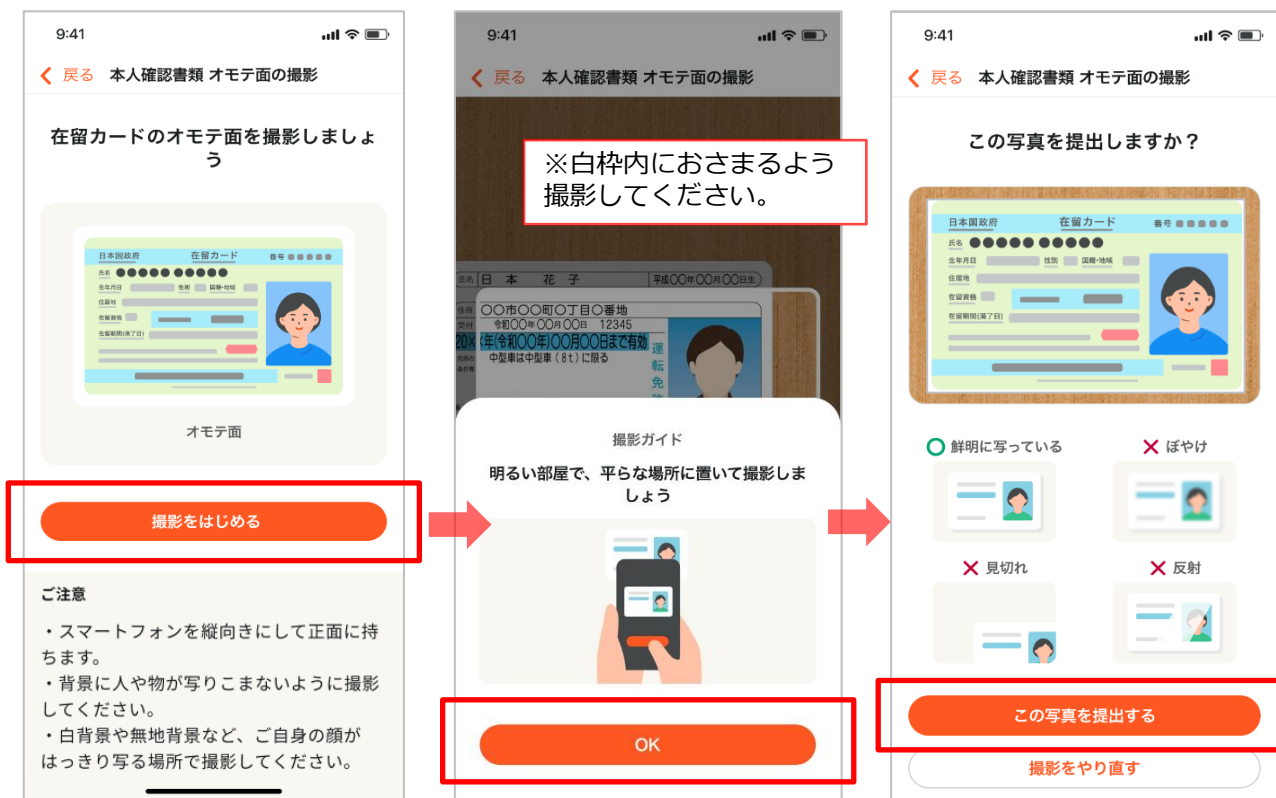 9:41
戻る 本人確認書類 オモテ面の撮影
在留カードのオモテ面を撮影しましょ
う
日本国政府 在留カード 番号
氏名
生年月日 性別 国籍・地域
住居地
在留資格
在留期間(満了日)
オモテ面
撮影をはじめる
ご注意
・スマートフォンを縦向きにして正面に持
ちます。
・背景に人や物が写りこまないように撮影
してください。
・白背景や無地背景など、ご自身の顔が
はっきり写る場所で撮影してください。
9:41
戻る 本人確認書類 オモテ面の撮影
※白枠内におさまるよう
撮影してください。
氏名 日 本 花 子 平成〇〇年〇〇月〇〇日生
住所 〇〇市〇〇町〇丁目〇番地
交付 令和〇〇年〇〇月〇〇日 12345
20××年(令和〇〇年)〇〇月〇〇日まで有効
中型車は中型車(8t)に限る
運転免
撮影ガイド
明るい部屋で、平らな場所に置いて撮影しま
しょう
OK
9:41
戻る 本人確認書類 オモテ面の撮影
この写真を提出しますか？
日本国政府 在留カード 番号
氏名
生年月日 性別 国籍・地域
住居地
在留資格
在留期間(満了日)
鮮明に写っている
ぼやけ
見切れ
反射
この写真を提出する
撮影をやり直す